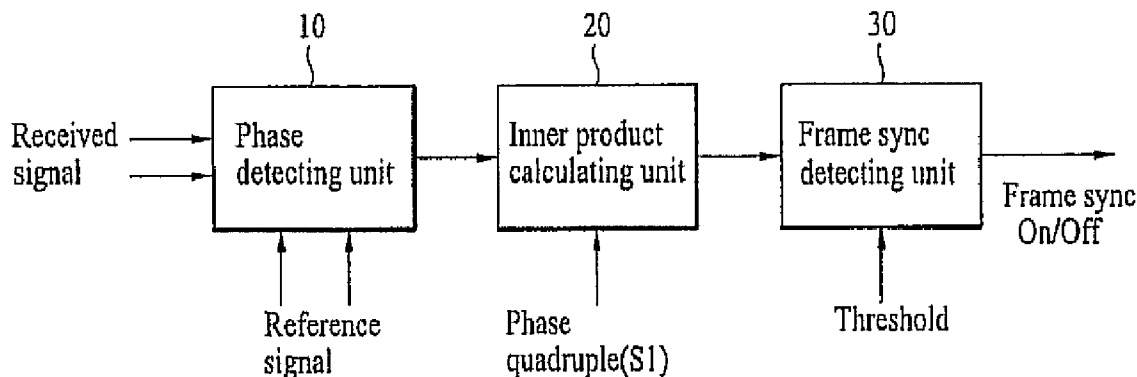 10
20
30
Received
signal
Phase
detecting unit
Inner product
calculating unit
Frame sync
detecting unit
Frame sync
On/Off
Reference
signal
Phase
quadruple(S1)
Threshold